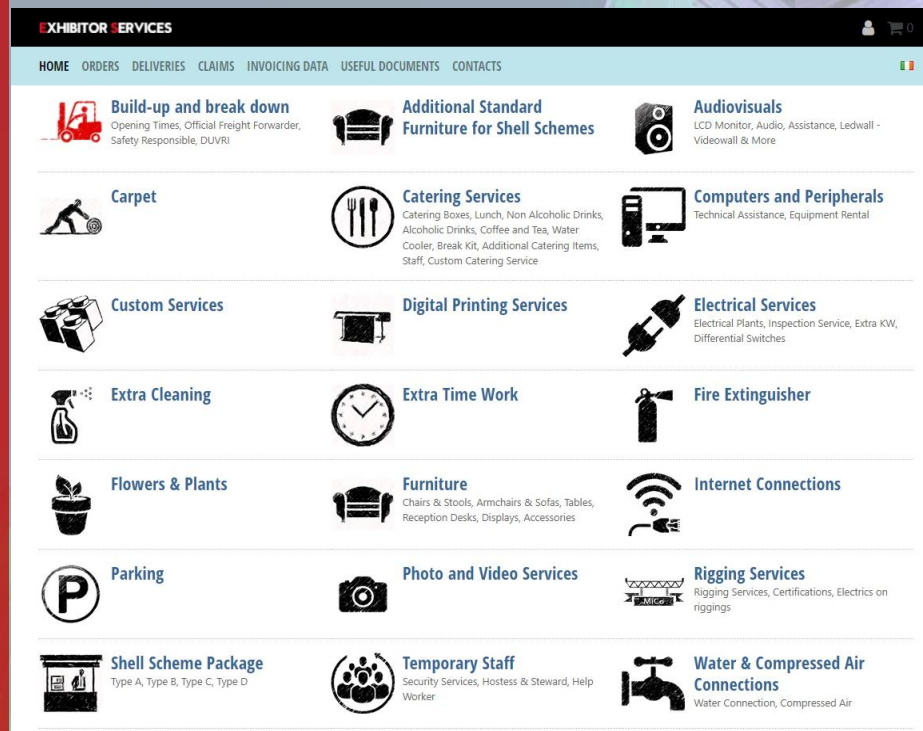 EXHIBITOR SERVICES
0
HOME ORDERS DELIVERIES CLAIMS INVOICING DATA USEFUL DOCUMENTS CONTACTS
Build-up and break down
Opening Times, Official Freight Forwarder,
Safety Responsible, DUVRI
Additional Standard
Furniture for Shell Schemes
Audiovisuals
LCD Monitor, Audio, Assistance, Ledwall -
Videowall & More
Carpet
Catering Services
Catering Boxes, Lunch, Non Alcoholic Drinks,
Alcoholic Drinks, Coffee and Tea, Water
Cooler, Break Kit, Additional Catering Items,
Staff, Custom Catering Service
Computers and Peripherals
Technical Assistance, Equipment Rental
Custom Services
Digital Printing Services
Electrical Services
Electrical Plants, Inspection Service, Extra KW,
Differential Switches
Extra Cleaning
Extra Time Work
Fire Extinguisher
Flowers & Plants
Furniture
Chairs & Stools, Armchairs & Sofas, Tables,
Reception Desks, Displays, Accessories
Internet Connections
P
Parking
Photo and Video Services
MiCo
Rigging Services
Rigging Services, Certifications, Electrics on
riggings
Shell Scheme Package
Type A, Type B, Type C, Type D
Temporary Staff
Security Services, Hostess & Steward, Help
Worker
Water & Compressed Air
Connections
Water Connection, Compressed Air